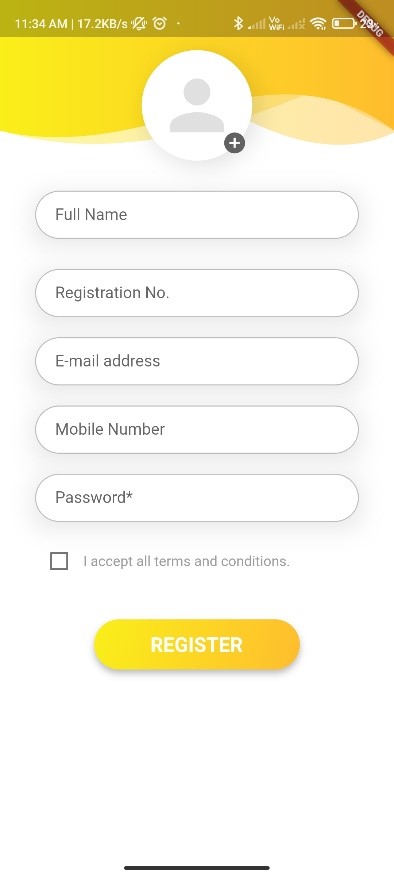 11:34 AM | 17.2KB/s
Vo
WiFi
DEBUG
Full Name
Registration No.
E-mail address
Mobile Number
Password*
I accept all terms and conditions.
REGISTER